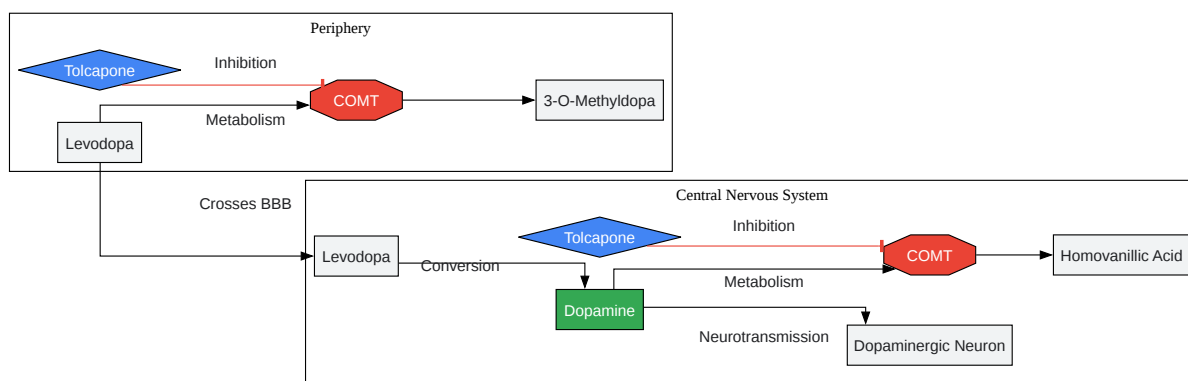 Periphery
Tolcapone
Inhibition
COMT
3-O-Methyldopa
Metabolism
Levodopa
Crosses BBB
Central Nervous System
Tolcapone
Inhibition
Levodopa
Conversion
COMT
Homovanillic Acid
Metabolism
Dopamine
Neurotransmission
Dopaminergic Neuron